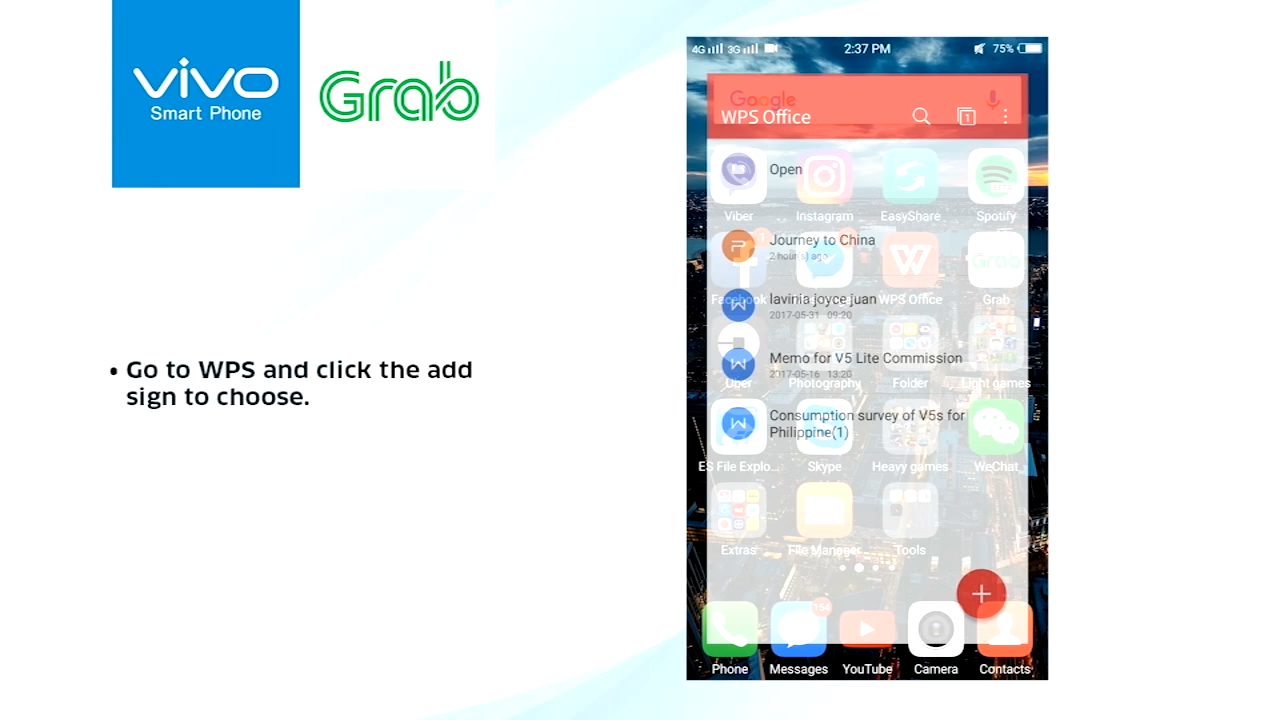 vivo
Smart Phone
Grab
• Go to WPS and click the add
sign to choose.
4G 3G 2:37 PM 75%
Google
WPS Office 1
Open
Viber Instagram EasyShare Spotify
Journey to China
2 hour(s) ago
Grab
Facebook WPS Office Grab
lavinia joyce juan
2017-05-31 09:20
Memo for V5 Lite Commission
2017-05-16 13:20
Uber Photography Folder Light games
Consumption survey of V5s for
Philippine(1)
ES File Explo... Skype Heavy games WeChat
Extras File Manager Tools
+
154
Phone Messages YouTube Camera Contacts